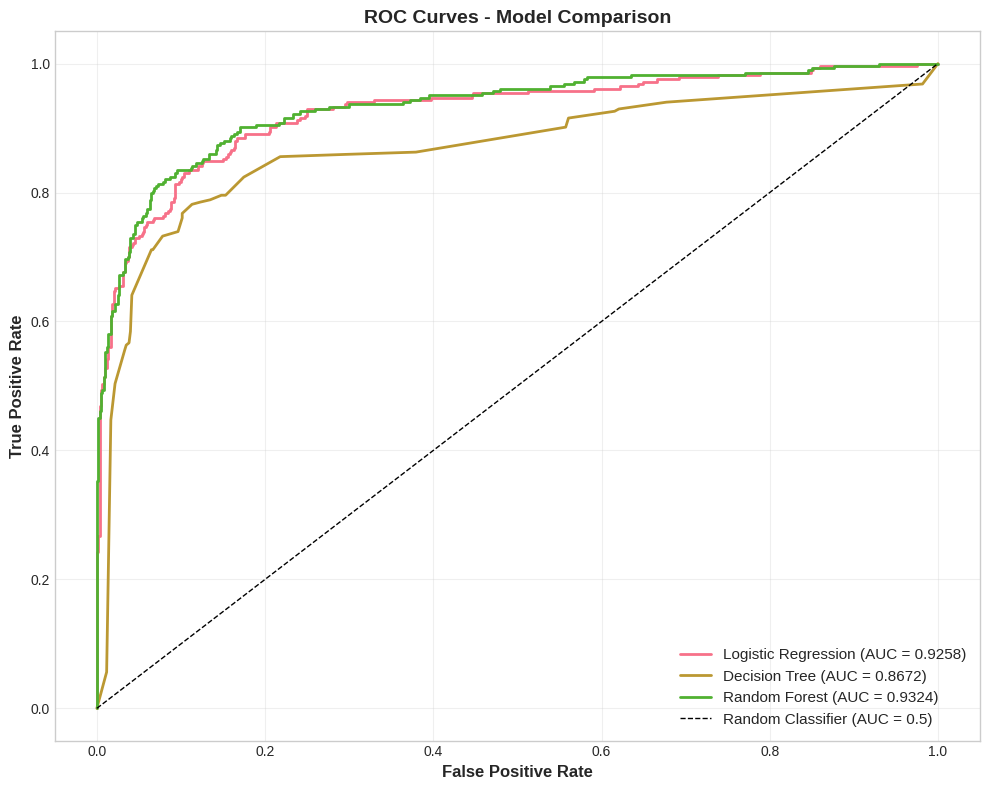 ROC Curves - Model Comparison
True Positive Rate
1.0
0.8
0.6
0.4
0.2
0.0
Logistic Regression (AUC = 0.9258)
Decision Tree (AUC = 0.8672)
Random Forest (AUC = 0.9324)
Random Classifier (AUC = 0.5)
0.0 0.2 0.4 0.6 0.8 1.0
False Positive Rate